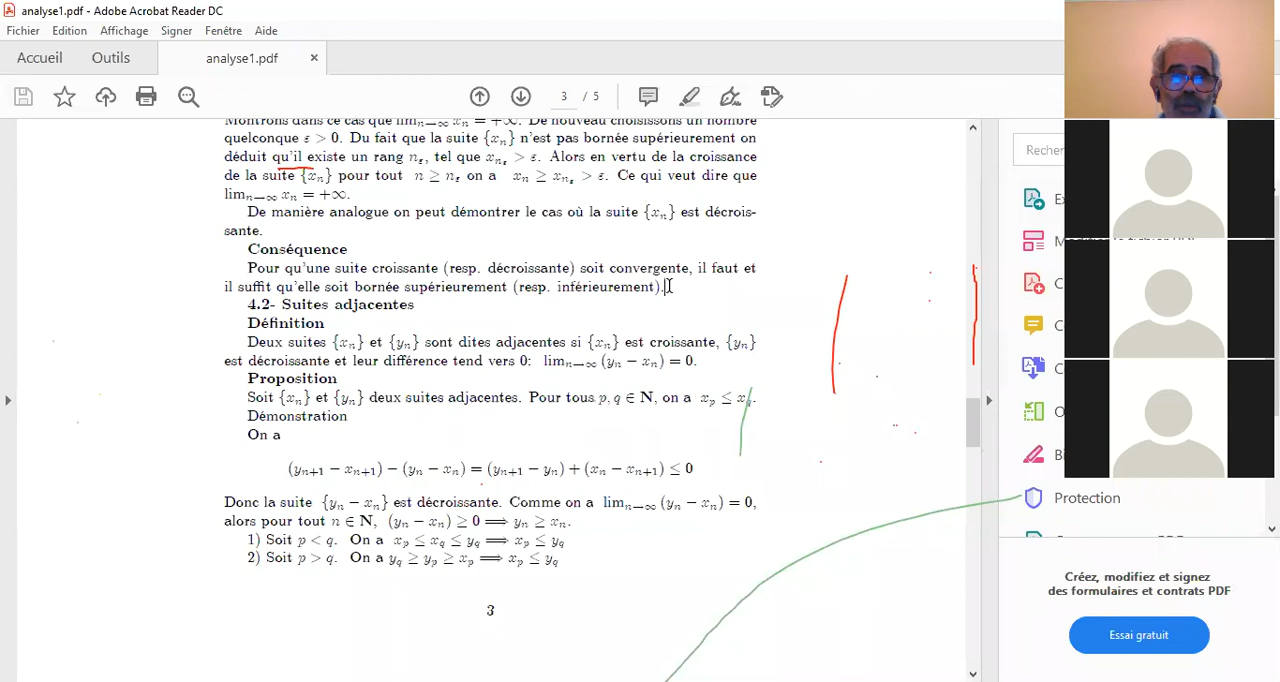 analyse1.pdf - Adobe Acrobat Reader DC
Fichier Edition Affichage Signer Fenêtre Aide
Accueil Outils analyse1.pdf ×
3 / 5
Montrons dans ce cas que lim_{n→∞} x_n = +∞. De nouveau choisissons un nombre
quelconque ε > 0. Du fait que la suite {x_n} n'est pas bornée supérieurement on
déduit qu'il existe un rang n_ε, tel que x_{n_ε} > ε. Alors en vertu de la croissance
de la suite {x_n} pour tout n ≥ n_ε on a x_n ≥ x_{n_ε} > ε. Ce qui veut dire que
lim_{n→∞} x_n = +∞.
De manière analogue on peut démontrer le cas où la suite {x_n} est décrois-
sante.
Conséquence
Pour qu'une suite croissante (resp. décroissante) soit convergente, il faut et
il suffit qu'elle soit bornée supérieurement (resp. inférieurement).
4.2- Suites adjacentes
Définition
Deux suites {x_n} et {y_n} sont dites adjacentes si {x_n} est croissante, {y_n}
est décroissante et leur différence tend vers 0: lim_{n→∞} (y_n − x_n) = 0.
Proposition
Soit {x_n} et {y_n} deux suites adjacentes. Pour tous p, q ∈ N, on a x_p ≤ x_q.
Démonstration
On a
(y_{n+1} − x_{n+1}) − (y_n − x_n) = (y_{n+1} − y_n) + (x_n − x_{n+1}) ≤ 0
Donc la suite {y_n − x_n} est décroissante. Comme on a lim_{n→∞} (y_n − x_n) = 0,
alors pour tout n ∈ N, (y_n − x_n) ≥ 0 ⟹ y_n ≥ x_n.
1) Soit p < q. On a x_p ≤ x_q ≤ y_q ⟹ x_p ≤ y_q
2) Soit p > q. On a y_q ≥ y_p ≥ x_p ⟹ x_p ≤ y_q
3
Protection
Créez, modifiez et signez
des formulaires et contrats PDF
Essai gratuit